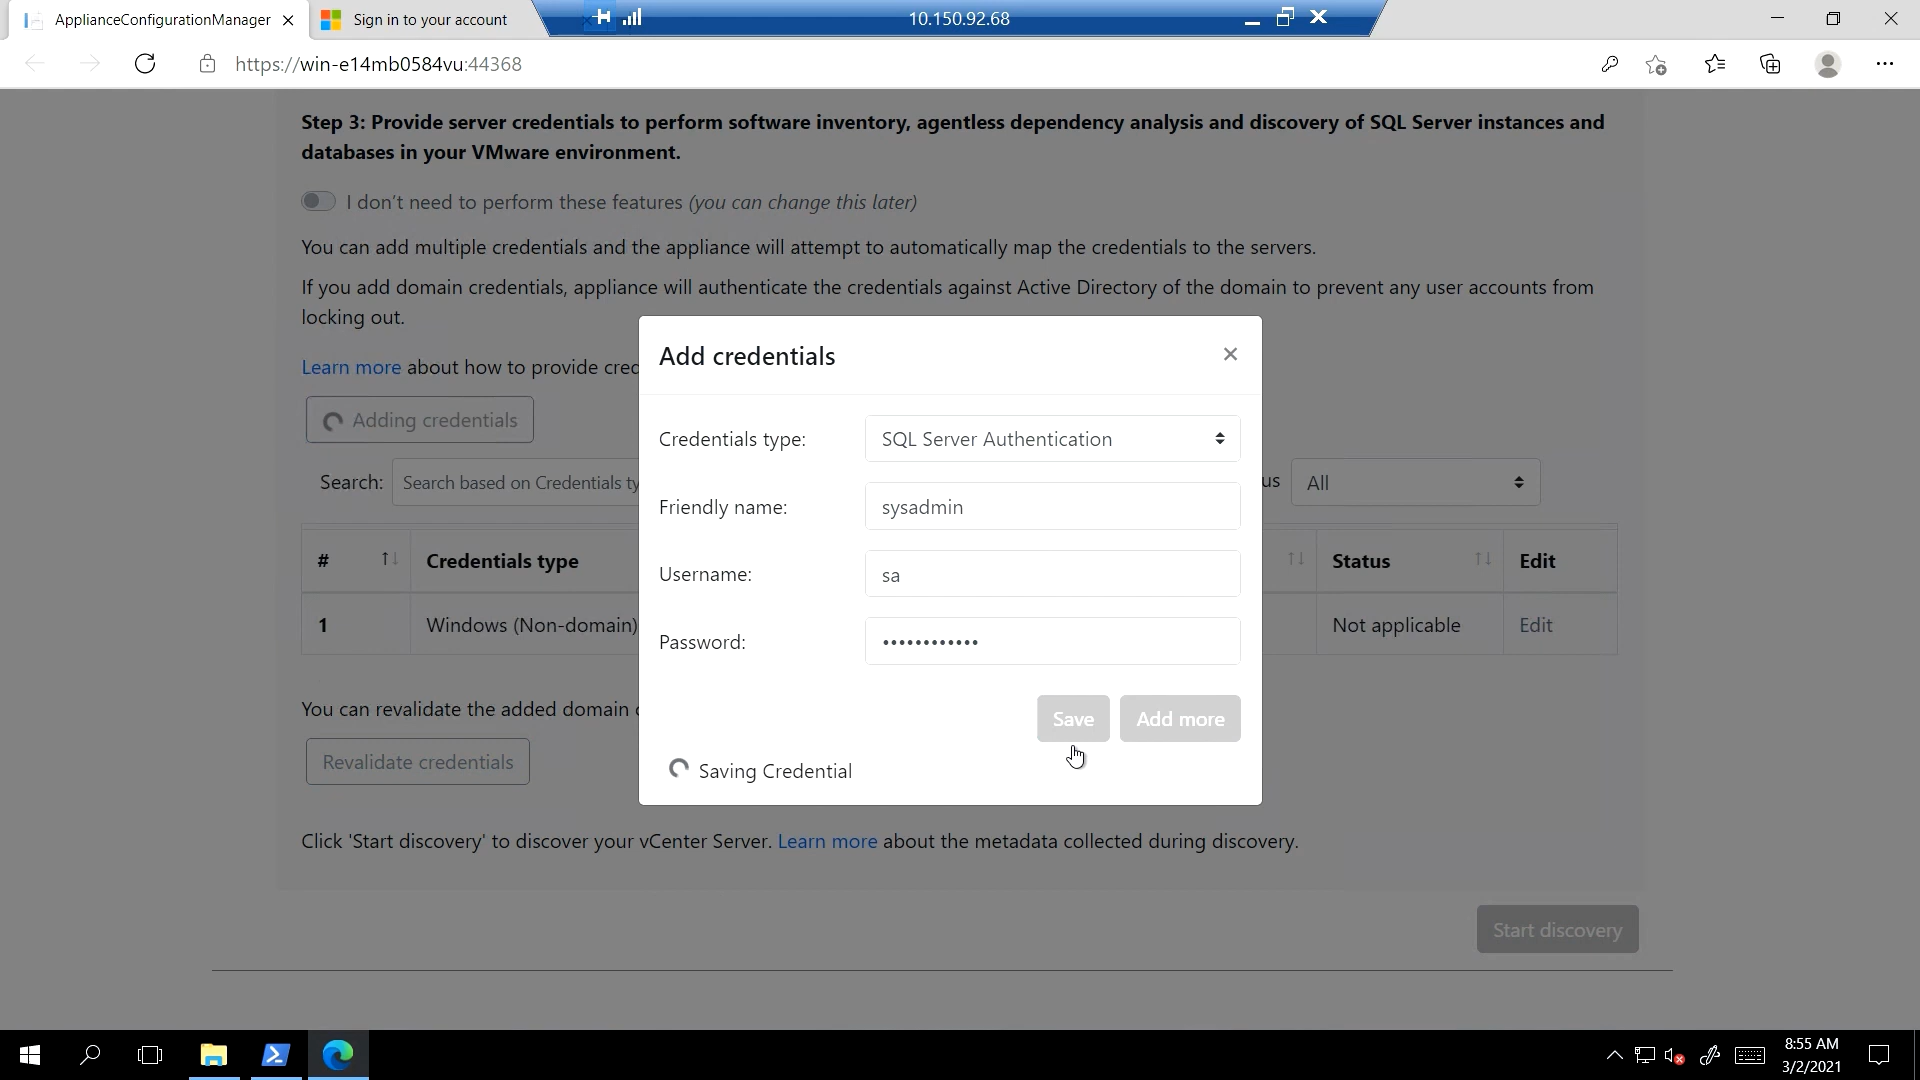 ApplianceConfigurationManager
Sign in to your account
10.150.92.68
https://win-e14mb0584vu:44368
Step 3: Provide server credentials to perform software inventory, agentless dependency analysis and discovery of SQL Server instances and
databases in your VMware environment.
I don't need to perform these features (you can change this later)
You can add multiple credentials and the appliance will attempt to automatically map the credentials to the servers.
If you add domain credentials, appliance will authenticate the credentials against Active Directory of the domain to prevent any user accounts from
locking out.
Learn more about how to provide cred
Adding credentials
Search: Search based on Credentials ty
us All
# Credentials type Status Edit
1 Windows (Non-domain) Not applicable Edit
You can revalidate the added domain
Revalidate credentials
Click 'Start discovery' to discover your vCenter Server. Learn more about the metadata collected during discovery.
Start discovery
Add credentials
Credentials type: SQL Server Authentication
Friendly name: sysadmin
Username: sa
Password: ••••••••••••
Save Add more
Saving Credential
8:55 AM
3/2/2021